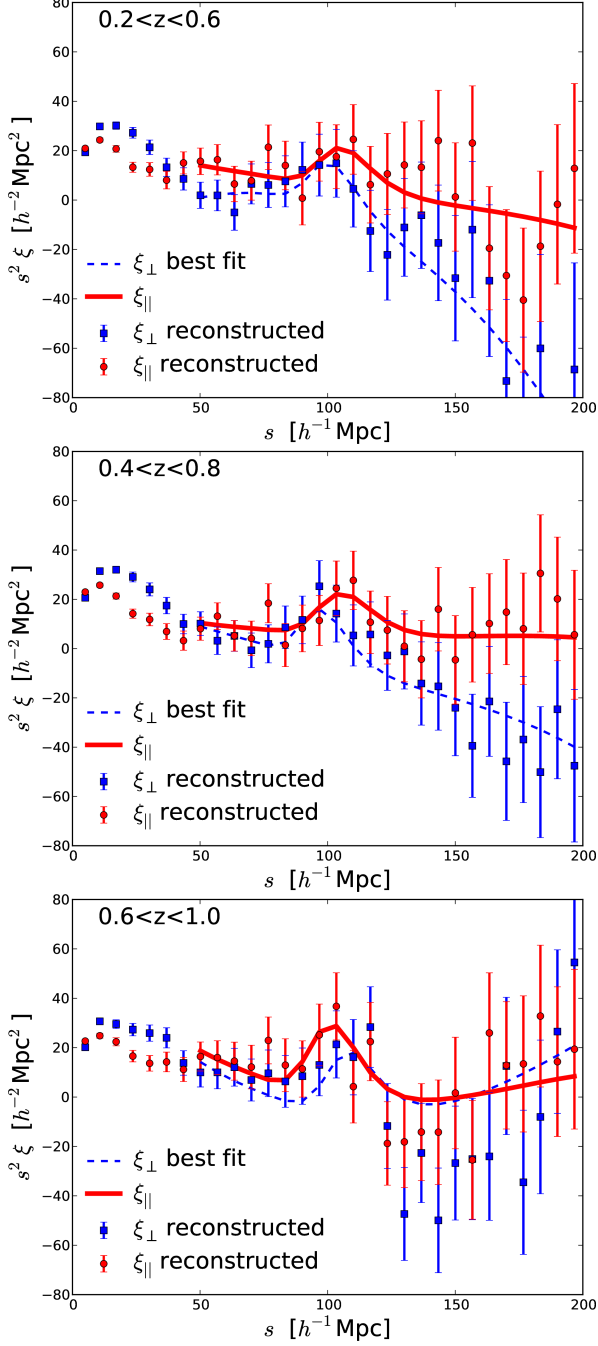 0.2<z<0.6
80
60
40
20
0
−20
−40
−60
−80
s² ξ [h⁻² Mpc²]
ξ⊥ best fit
ξ||
ξ⊥ reconstructed
ξ|| reconstructed
0 50 100 150 200
s [h⁻¹ Mpc]
0.4<z<0.8
80
60
40
20
0
−20
−40
−60
−80
s² ξ [h⁻² Mpc²]
ξ⊥ best fit
ξ||
ξ⊥ reconstructed
ξ|| reconstructed
0 50 100 150 200
s [h⁻¹ Mpc]
0.6<z<1.0
80
60
40
20
0
−20
−40
−60
−80
s² ξ [h⁻² Mpc²]
ξ⊥ best fit
ξ||
ξ⊥ reconstructed
ξ|| reconstructed
0 50 100 150 200
s [h⁻¹ Mpc]